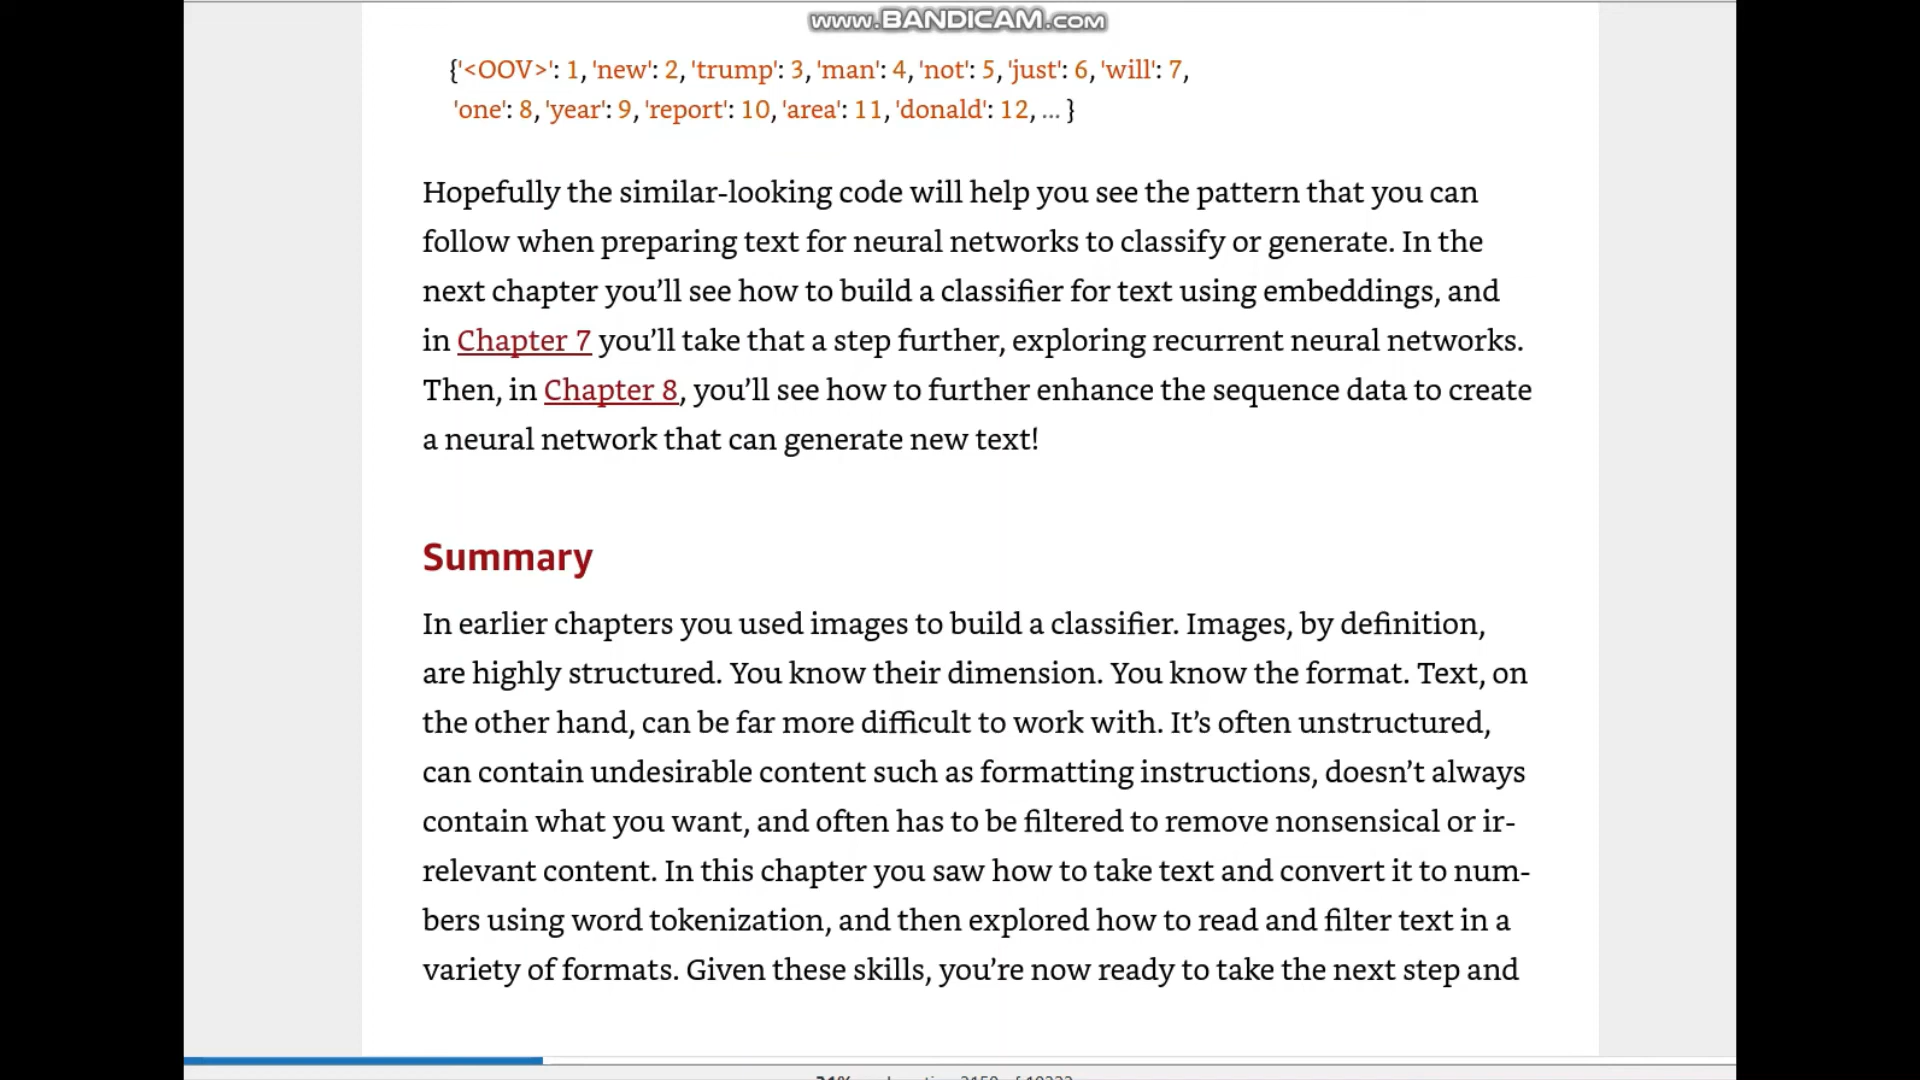 www.BANDICAM.com
{'<OOV>': 1, 'new': 2, 'trump': 3, 'man': 4, 'not': 5, 'just': 6, 'will': 7,
'one': 8, 'year': 9, 'report': 10, 'area': 11, 'donald': 12, ... }
Hopefully the similar-looking code will help you see the pattern that you can
follow when preparing text for neural networks to classify or generate. In the
next chapter you’ll see how to build a classifier for text using embeddings, and
in Chapter 7 you’ll take that a step further, exploring recurrent neural networks.
Then, in Chapter 8, you’ll see how to further enhance the sequence data to create
a neural network that can generate new text!
Summary
In earlier chapters you used images to build a classifier. Images, by definition,
are highly structured. You know their dimension. You know the format. Text, on
the other hand, can be far more difficult to work with. It’s often unstructured,
can contain undesirable content such as formatting instructions, doesn’t always
contain what you want, and often has to be filtered to remove nonsensical or ir-
relevant content. In this chapter you saw how to take text and convert it to num-
bers using word tokenization, and then explored how to read and filter text in a
variety of formats. Given these skills, you’re now ready to take the next step and